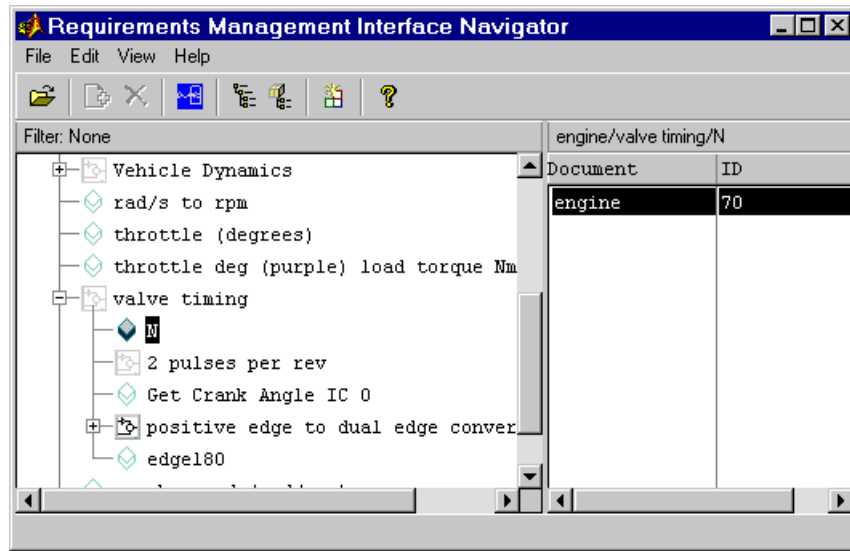 Requirements Management Interface Navigator
File Edit View Help
Filter: None
engine/valve timing/N
Vehicle Dynamics
rad/s to rpm
throttle (degrees)
throttle deg (purple) load torque Nm
valve timing
N
2 pulses per rev
Get Crank Angle IC 0
positive edge to dual edge conver
edge180
Document ID
engine 70